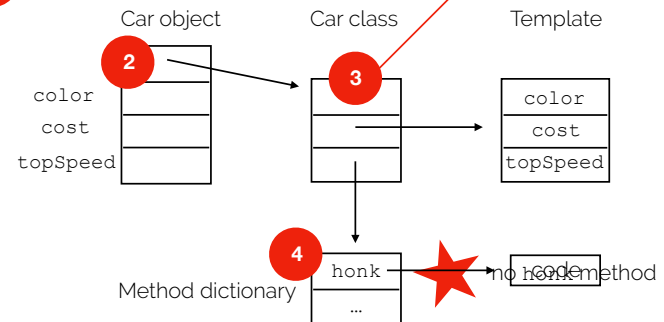 Car object
Car class
Template
2
3
color
color
cost
cost
topSpeed
topSpeed
4
honk
code
no honk method
Method dictionary
...